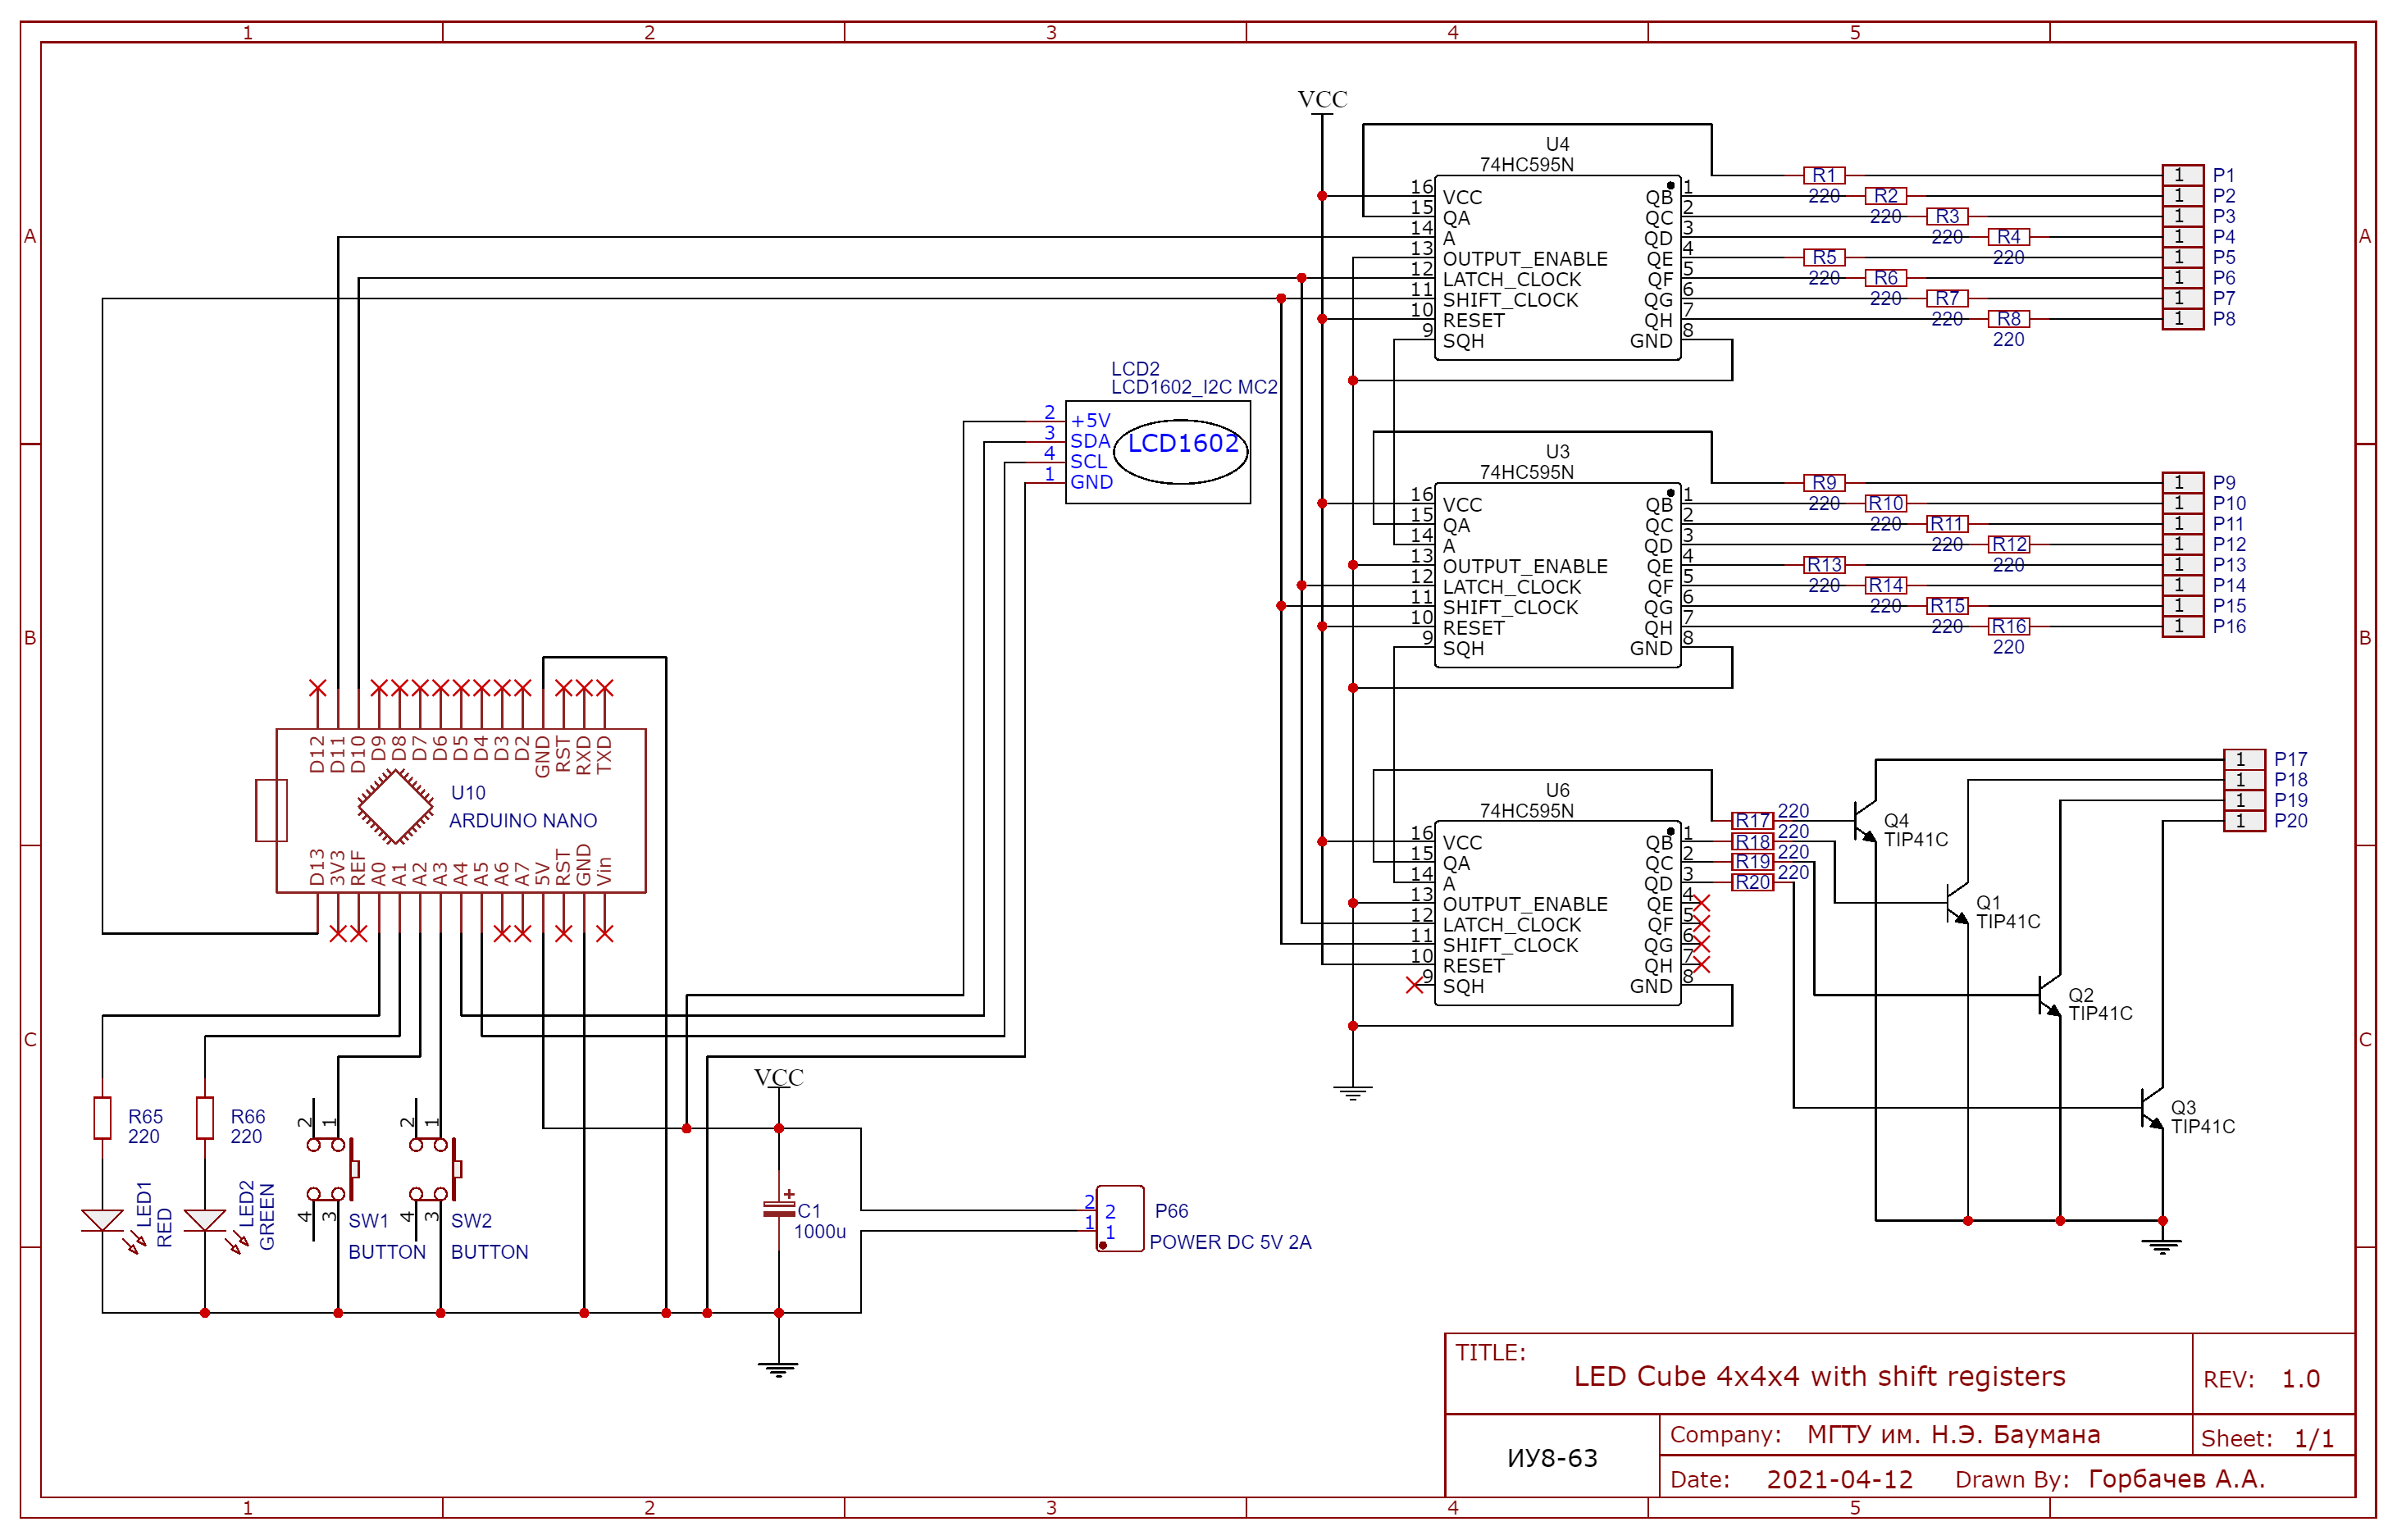 1 2 3 4 5
A A
B B
C C
VCC
U4
74HC595N
16 VCC QB 1
15 QA QC 2
14 A QD 3
13 OUTPUT_ENABLE QE 4
12 LATCH_CLOCK QF 5
11 SHIFT_CLOCK QG 6
10 RESET QH 7
9 SQH GND 8
R1 1 P1
220 R2 1 P2
220 R3 1 P3
220 R4 1 P4
R5 220 1 P5
220 R6 1 P6
220 R7 1 P7
220 R8 1 P8
220
LCD2
LCD1602_I2C MC2
2 +5V
3 SDA
4 SCL
1 GND
LCD1602
U3
74HC595N
16 VCC QB 1
15 QA QC 2
14 A QD 3
13 OUTPUT_ENABLE QE 4
12 LATCH_CLOCK QF 5
11 SHIFT_CLOCK QG 6
10 RESET QH 7
9 SQH GND 8
R9 1 P9
220 R10 1 P10
220 R11 1 P11
220 R12 1 P12
R13 220 1 P13
220 R14 1 P14
220 R15 1 P15
220 R16 1 P16
220
D12 D11 D10 D9 D8 D7 D6 D5 D4 D3 D2 GND RST RXD TXD
U10
ARDUINO NANO
D13 3V3 REF A0 A1 A2 A3 A4 A5 A6 A7 5V RST GND Vin
U6
74HC595N
16 VCC QB 1
15 QA QC 2
14 A QD 3
13 OUTPUT_ENABLE QE 4
12 LATCH_CLOCK QF 5
11 SHIFT_CLOCK QG 6
10 RESET QH 7
9 SQH GND 8
R17 220
R18 220
R19 220
R20 220
1 P17
1 P18
1 P19
1 P20
Q4
TIP41C
Q1
TIP41C
Q2
TIP41C
Q3
TIP41C
R65
220
R66
220
LED1
RED
LED2
GREEN
2 1
4 3
SW1
BUTTON
2 1
4 3
SW2
BUTTON
VCC
+
C1
1000u
2 2
1 1
P66
POWER DC 5V 2A
TITLE:
LED Cube 4x4x4 with shift registers
REV: 1.0
ИУ8-63
Company: МГТУ им. Н.Э. Баумана
Sheet: 1/1
Date: 2021-04-12 Drawn By: Горбачев А.А.
1 2 3 4 5